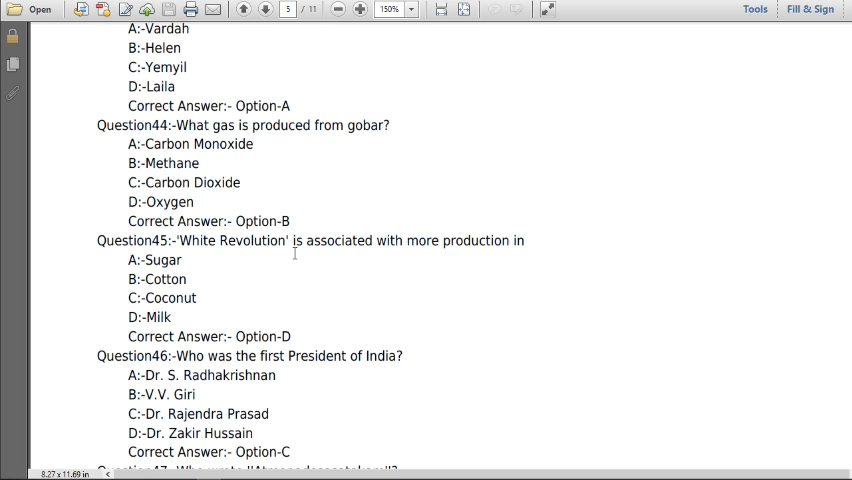 Open 5 / 11 150% Tools Fill & Sign
A:-Vardah
B:-Helen
C:-Yemyil
D:-Laila
Correct Answer:- Option-A
Question44:-What gas is produced from gobar?
A:-Carbon Monoxide
B:-Methane
C:-Carbon Dioxide
D:-Oxygen
Correct Answer:- Option-B
Question45:-'White Revolution' is associated with more production in
A:-Sugar
B:-Cotton
C:-Coconut
D:-Milk
Correct Answer:- Option-D
Question46:-Who was the first President of India?
A:-Dr. S. Radhakrishnan
B:-V.V. Giri
C:-Dr. Rajendra Prasad
D:-Dr. Zakir Hussain
Correct Answer:- Option-C
Question47:-Who wrote
8.27 x 11.69 in